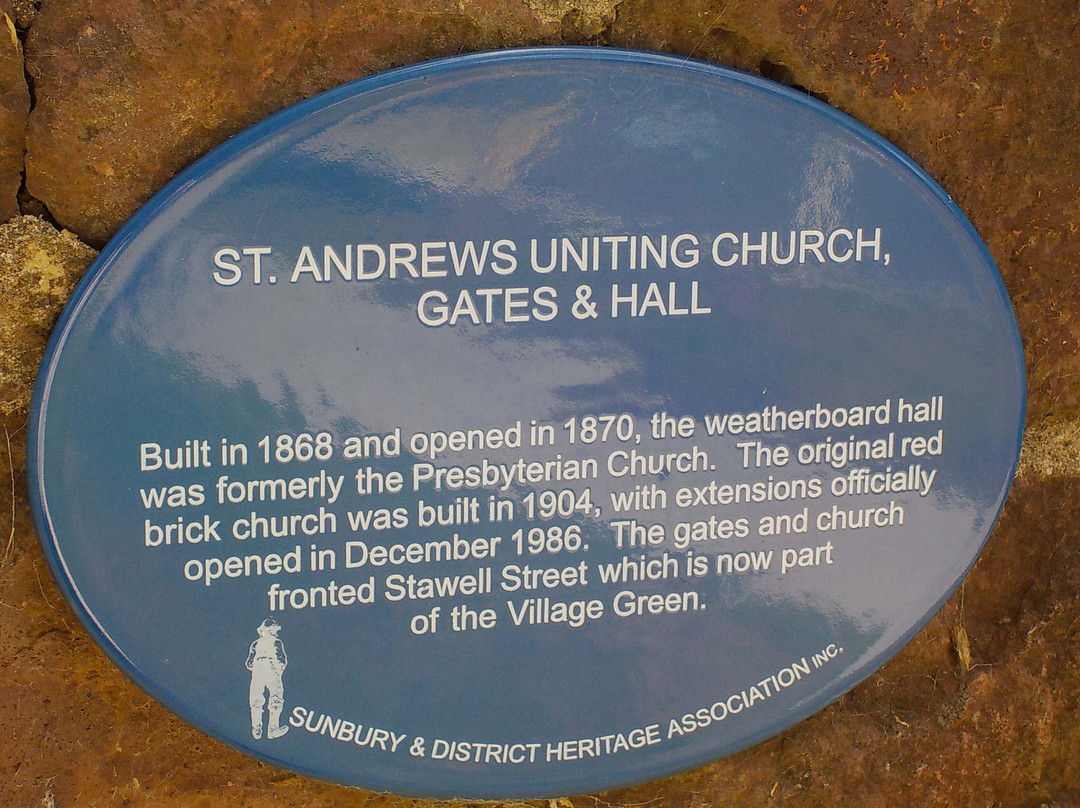 ST. ANDREWS UNITING CHURCH,
GATES & HALL
Built in 1868 and opened in 1870, the weatherboard hall
was formerly the Presbyterian Church. The original red
brick church was built in 1904, with extensions officially
opened in December 1986. The gates and church
fronted Stawell Street which is now part
of the Village Green.
SUNBURY & DISTRICT HERITAGE ASSOCIATION INC.